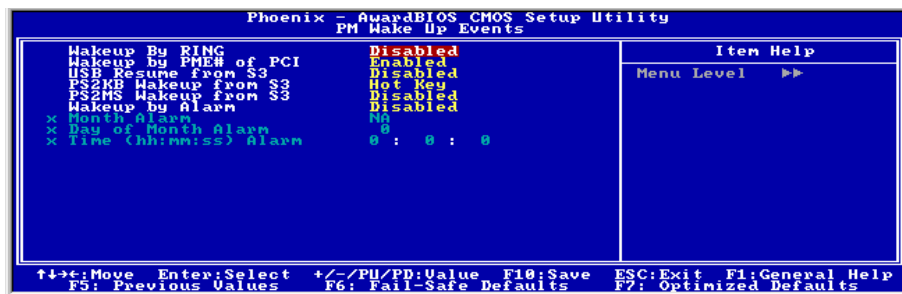 Phoenix - AwardBIOS CMOS Setup Utility
PM Wake Up Events
Wakeup By RING Disabled
Wakeup by PME# of PCI Enabled
USB Resume from S3 Disabled
PS2KB Wakeup from S3 Hot Key
PS2MS Wakeup from S3 Disabled
Wakeup by Alarm Disabled
x Month Alarm NA
x Day of Month Alarm 0
x Time (hh:mm:ss) Alarm 0 : 0 : 0
Item Help
Menu Level ▶▶
↑↓→←:Move Enter:Select +/-/PU/PD:Value F10:Save ESC:Exit F1:General Help
F5: Previous Values F6: Fail-Safe Defaults F7: Optimized Defaults